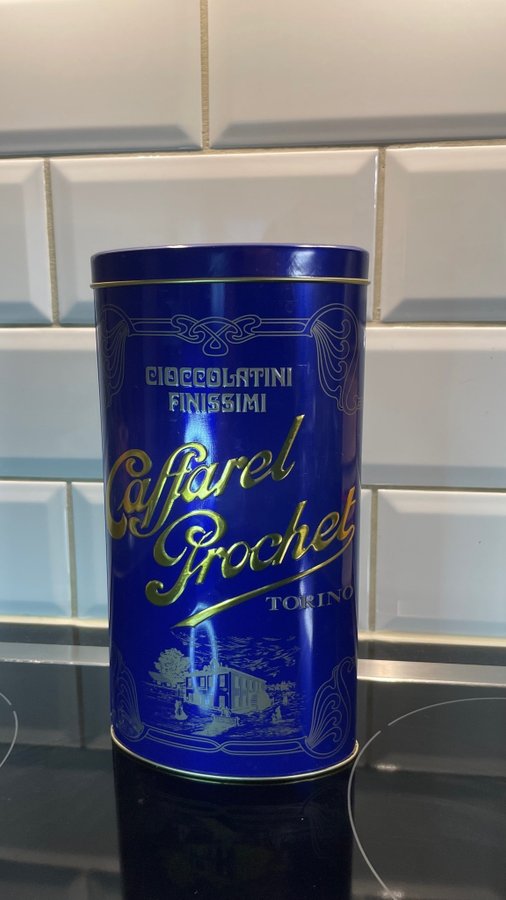 CIOCCOLATINI
FINISSIMI
Caffarel
Prochet
TORINO